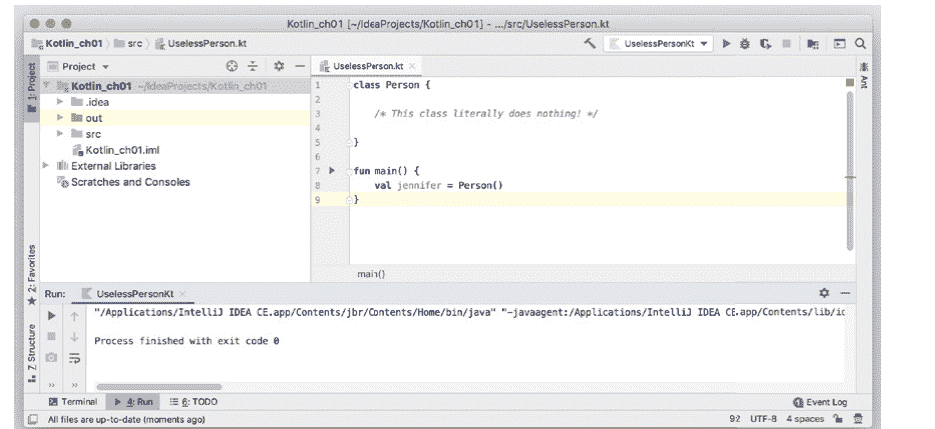 Kotlin_ch01 [~/IdeaProjects/Kotlin_ch01] - .../src/UselessPerson.kt
Kotlin_ch01 src UselessPerson.kt
UselessPersonKt
1: Project
Project
UselessPerson.kt
Ant
Kotlin_ch01 ~/IdeaProjects/Kotlin_ch01
.idea
out
src
Kotlin_ch01.iml
External Libraries
Scratches and Consoles
1 class Person {
2
3 /* This class literally does nothing! */
4
5 }
6
7 fun main() {
8 val jennifer = Person()
9 }
main()
2: Favorites
7: Structure
Run: UselessPersonKt
"/Applications/IntelliJ IDEA CE.app/Contents/jbr/Contents/Home/bin/java" "-javaagent:/Applications/IntelliJ IDEA CE.app/Contents/lib/ic
Process finished with exit code 0
Terminal 4: Run 6: TODO
1 Event Log
All files are up-to-date (moments ago)
9:2 UTF-8 4 spaces